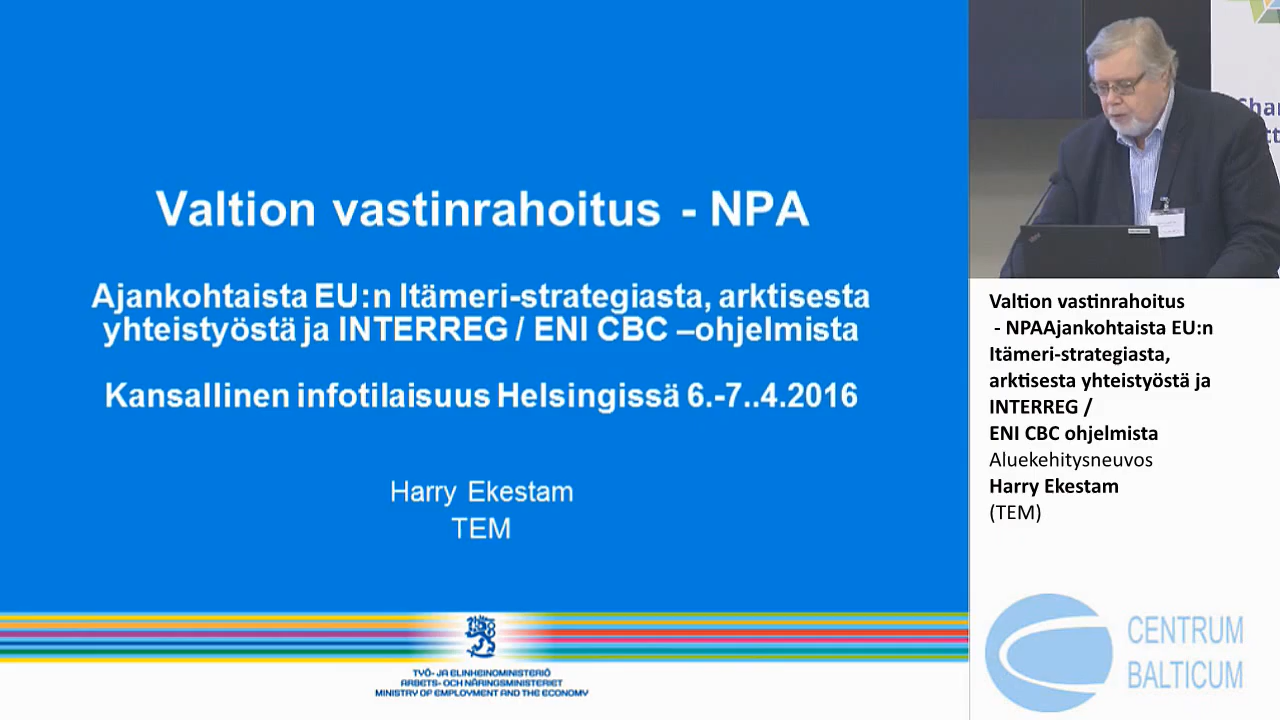 Valtion vastinrahoitus - NPA
Ajankohtaista EU:n Itämeri-strategiasta, arktisesta
yhteistyöstä ja INTERREG / ENI CBC –ohjelmista
Kansallinen infotilaisuus Helsingissä 6.-7..4.2016
Harry Ekestam
TEM
TYÖ- JA ELINKEINOMINISTERIÖ
ARBETS- OCH NÄRINGSMINISTERIET
MINISTRY OF EMPLOYMENT AND THE ECONOMY
Valtion vastinrahoitus
- NPAAjankohtaista EU:n
Itämeri-strategiasta,
arktisesta yhteistyöstä ja
INTERREG /
ENI CBC ohjelmista
Aluekehitysneuvos
Harry Ekestam
(TEM)
CENTRUM
BALTICUM